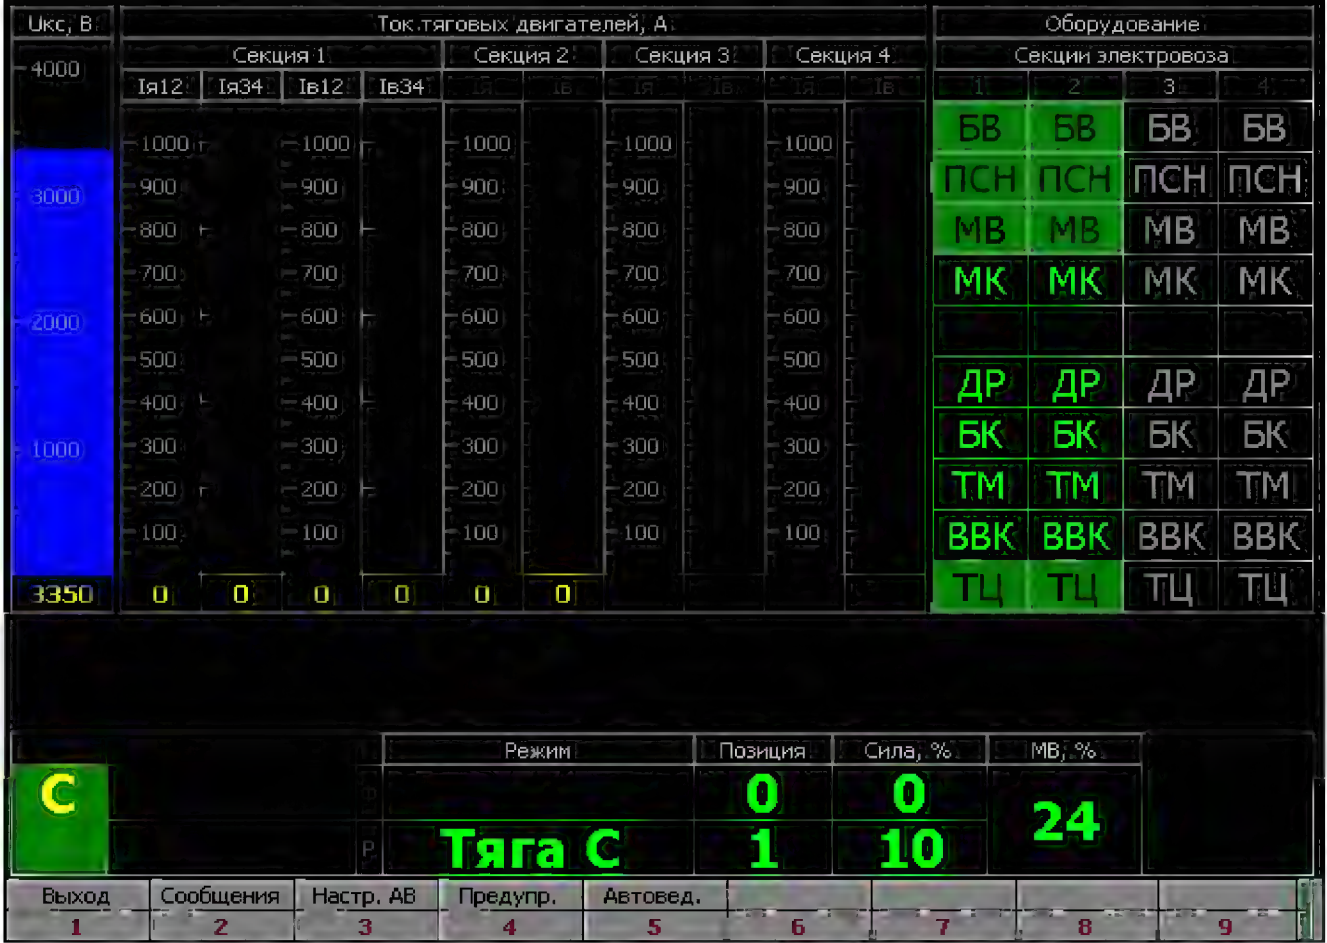 Uкс, В
Ток тяговых двигателей, А
Оборудование
Секция 1 Секция 2 Секция 3 Секция 4
Секции электровоза
4000
Iя12 Iя34 Iв12 Iв34 Iя Iв Iя Iв Iя Iв
1 2 3 4
1000 1000 1000 1000 1000
БВ БВ БВ БВ
900 900 900 900 900
3000
ПСН ПСН ПСН ПСН
800 800 800 800 800
МВ МВ МВ МВ
700 700 700 700 700
МК МК МК МК
2000
600 600 600 600 600
500 500 500 500 500
ДР ДР ДР ДР
400 400 400 400 400
БК БК БК БК
1000
300 300 300 300 300
200 200 200 200 200
ТМ ТМ ТМ ТМ
100 100 100 100 100
ВВК ВВК ВВК ВВК
3350 0 0 0 0 0 0
ТЦ ТЦ ТЦ ТЦ
Режим Позиция Сила, % МВ, %
С
0 0
24
Р Тяга С 1 10
Выход Сообщения Настр. АВ Предупр. Автовед.
1 2 3 4 5 6 7 8 9